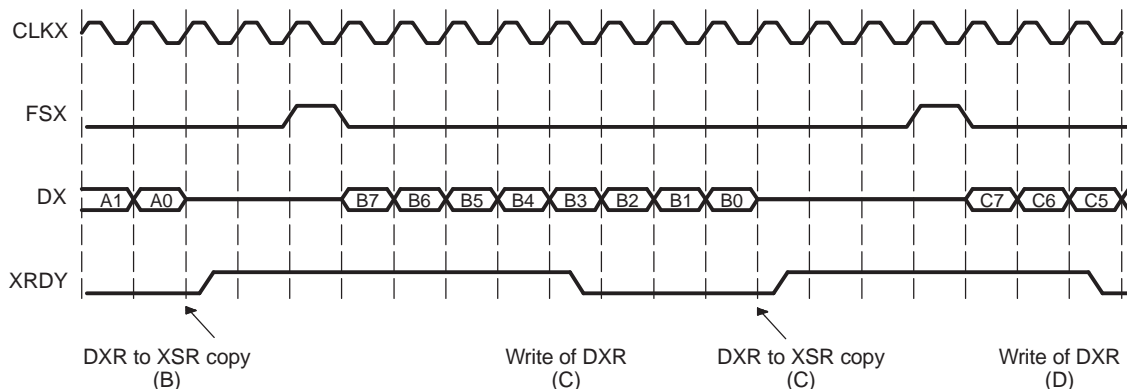 CLKX
FSX
DX
A1 A0 B7 B6 B5 B4 B3 B2 B1 B0 C7 C6 C5
XRDY
DXR to XSR copy
(B)
Write of DXR
(C)
DXR to XSR copy
(C)
Write of DXR
(D)